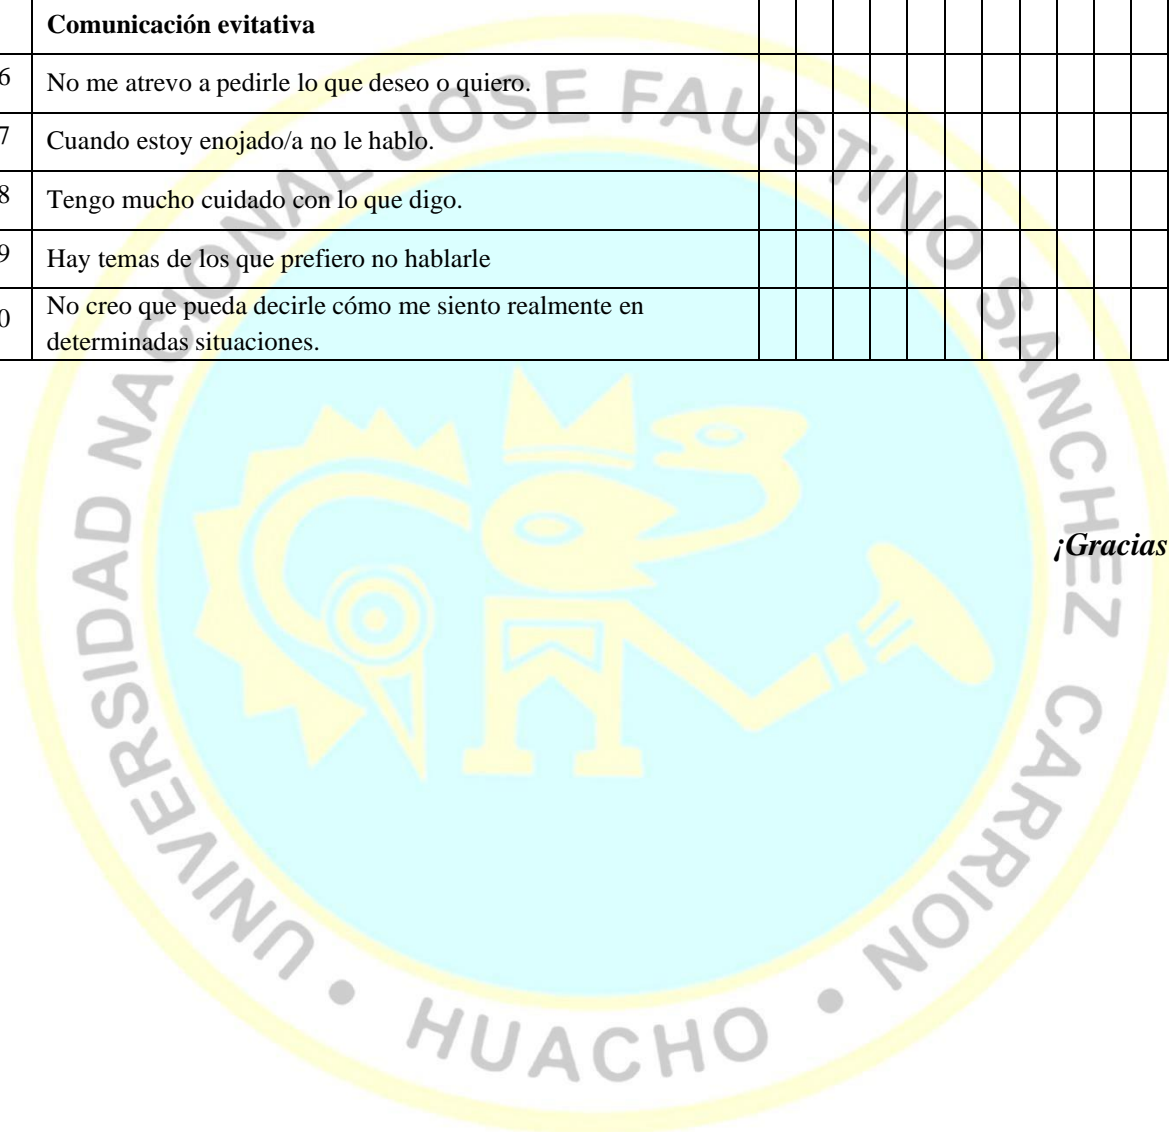 Comunicación evitativa
6 No me atrevo a pedirle lo que deseo o quiero.
7 Cuando estoy enojado/a no le hablo.
8 Tengo mucho cuidado con lo que digo.
9 Hay temas de los que prefiero no hablarle
0 No creo que pueda decirle cómo me siento realmente en
determinadas situaciones.
¡Gracias
UNIVERSIDAD NACIONAL JOSE FAUSTINO SANCHEZ CARRION
• HUACHO •